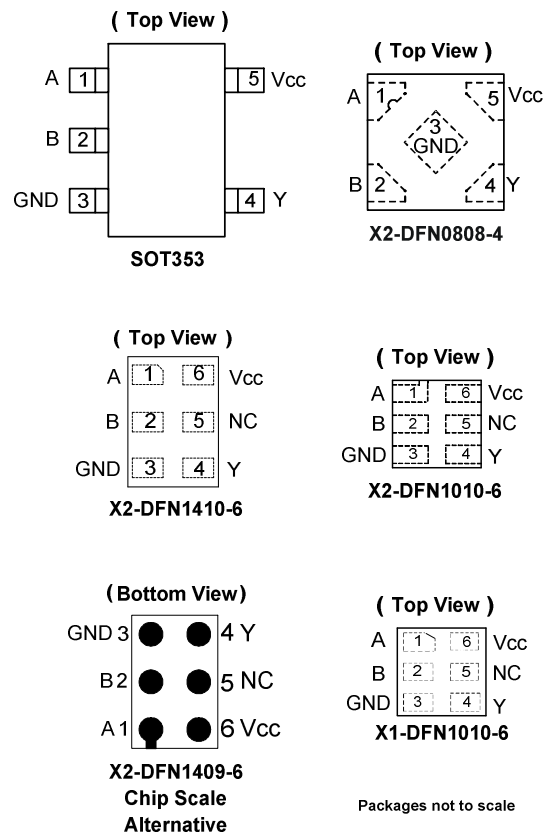 ( Top View )
A 1 5 Vcc
B 2
GND 3 4 Y
SOT353
( Top View )
A 1 5 Vcc
3
GND
B 2 4 Y
X2-DFN0808-4
( Top View )
A 1 6 Vcc
B 2 5 NC
GND 3 4 Y
X2-DFN1410-6
( Top View )
A 1 6 Vcc
B 2 5 NC
GND 3 4 Y
X2-DFN1010-6
(Bottom View)
GND 3 4 Y
B 2 5 NC
A 1 6 Vcc
X2-DFN1409-6
Chip Scale
Alternative
( Top View )
A 1 6 Vcc
B 2 5 NC
GND 3 4 Y
X1-DFN1010-6
Packages not to scale